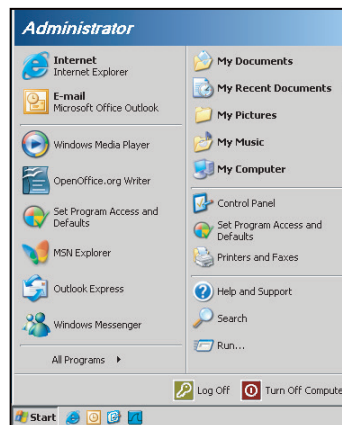 Administrator
Internet
Internet Explorer
E-mail
Microsoft Office Outlook
Windows Media Player
OpenOffice.org Writer
Set Program Access and
Defaults
MSN Explorer
Outlook Express
Windows Messenger
All Programs
My Documents
My Recent Documents
My Pictures
My Music
My Computer
Control Panel
Set Program Access and
Defaults
Printers and Faxes
Help and Support
Search
Run...
Log Off
Turn Off Compute
Start